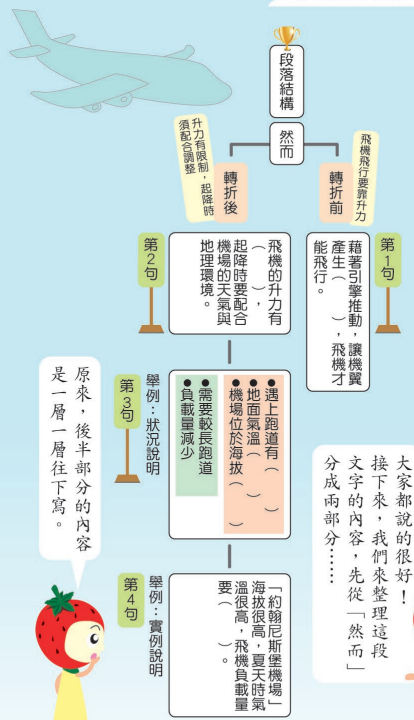 段落結構
然而
飛機飛行要靠升力
轉折前
升力有限制，起降時
須配合調整
轉折後
第1句
藉著引擎推動，讓機翼
產生（　　），飛機才
能飛行。
第2句
飛機的升力有
（　　），
起降時要配合
機場的天氣與
地理環境。
●遇上跑道有（　　）
●地面氣溫（　　）
●機場位於海拔（　　）
●需要較長跑道
●負載量減少
舉例：狀況說明
第3句
「約翰尼斯堡機場」
海拔很高，夏天時氣
溫很高，飛機負載量
要（　　）。
舉例：實例說明
第4句
大家都說的很好！
接下來，我們來整理這段
文字的內容，先從「然而」
分成兩部分……
原來，後半部分的內容
是一層一層往下寫。